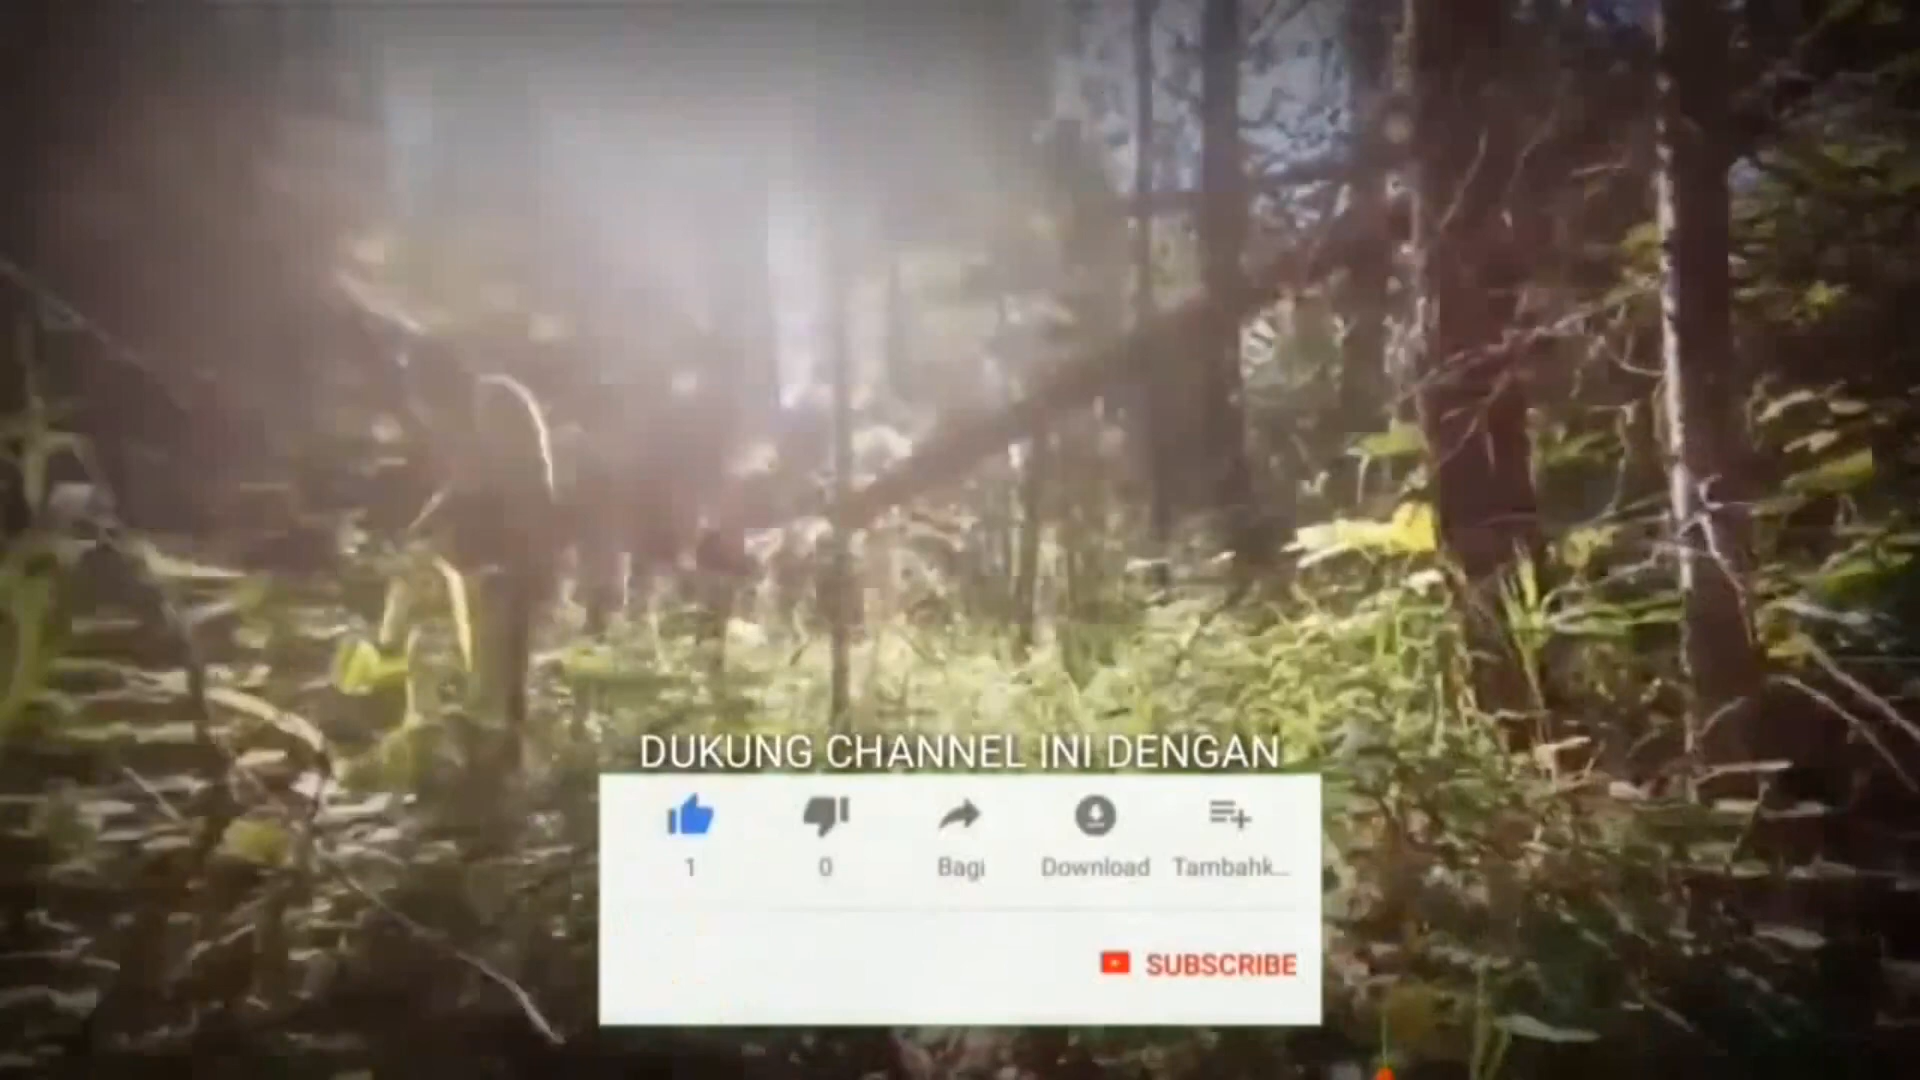 DUKUNG CHANNEL INI DENGAN
1
0
Bagi
Download
Tambahk...
SUBSCRIBE